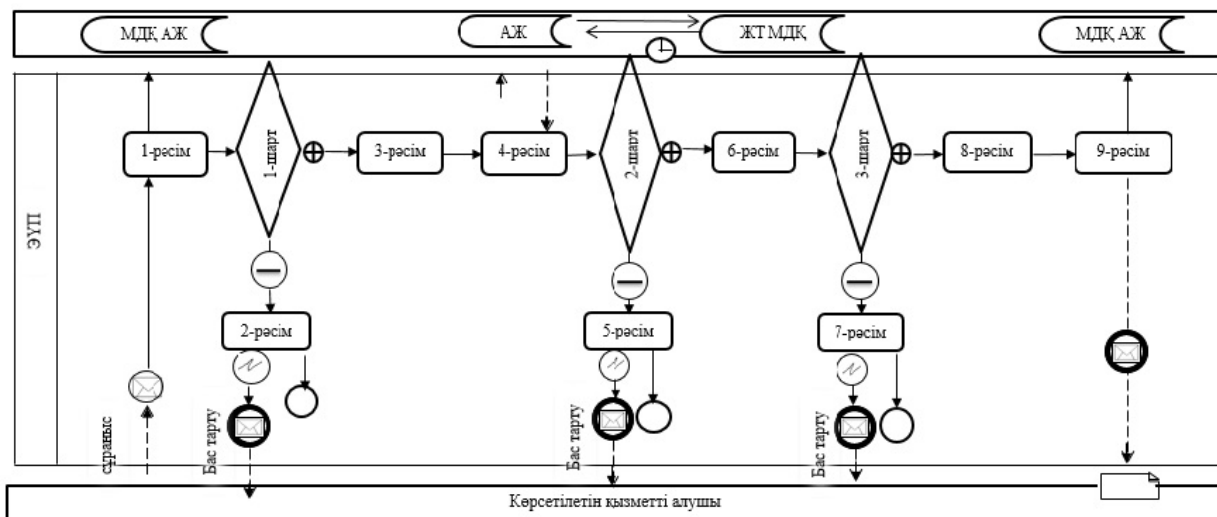 МДҚ АЖ
АЖ
ЖТ МДҚ
МДҚ АЖ
ЭҮП
1-рәсім
1-шарт
3-рәсім
4-рәсім
2-шарт
6-рәсім
3-шарт
8-рәсім
9-рәсім
2-рәсім
5-рәсім
7-рәсім
сұраныс
Бас тарту
Бас тарту
Бас тарту
Көрсетілетін қызметті алушы